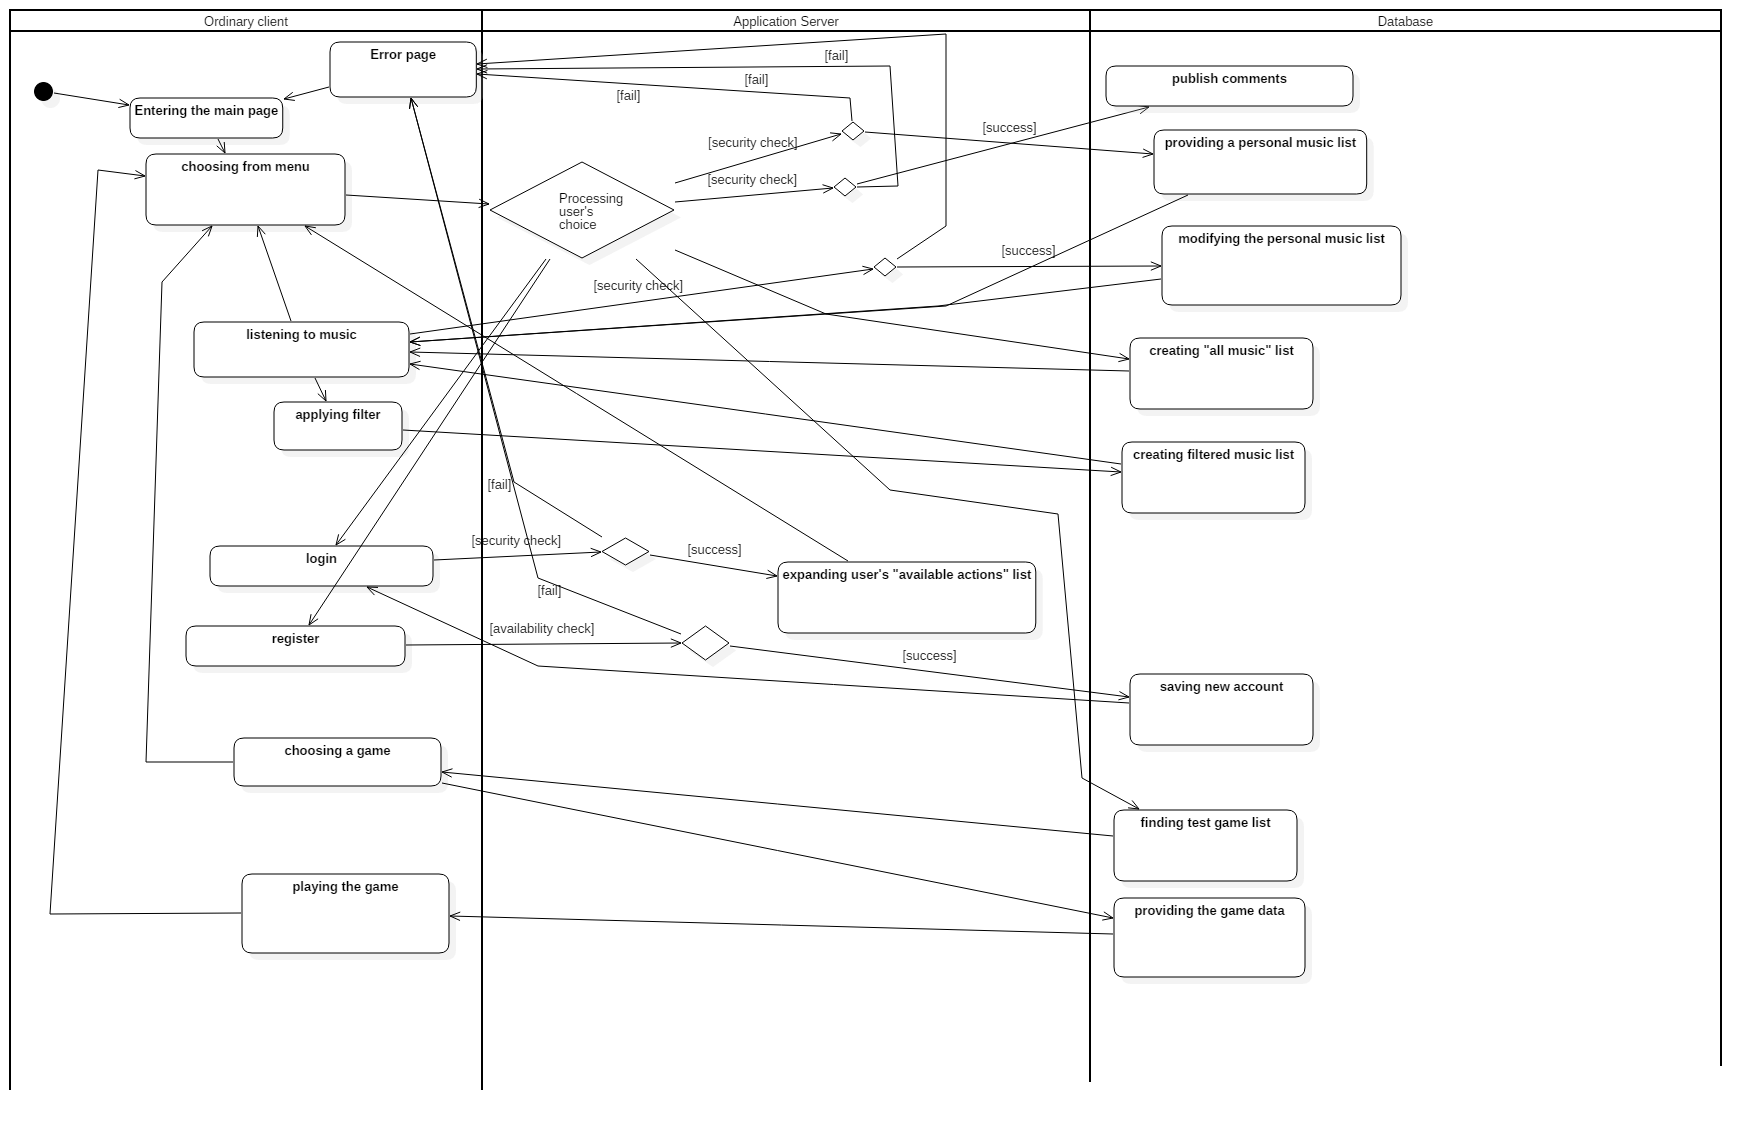 Ordinary client
Application Server
Database
Error page
[fail]
[fail]
[fail]
publish comments
Entering the main page
[success]
[security check]
providing a personal music list
choosing from menu
[security check]
Processing
user's
choice
modifying the personal music list
[success]
[security check]
listening to music
creating "all music" list
applying filter
creating filtered music list
[fail]
[security check]
[success]
login
expanding user's "available actions" list
[fail]
[availability check]
register
[success]
saving new account
choosing a game
finding test game list
playing the game
providing the game data